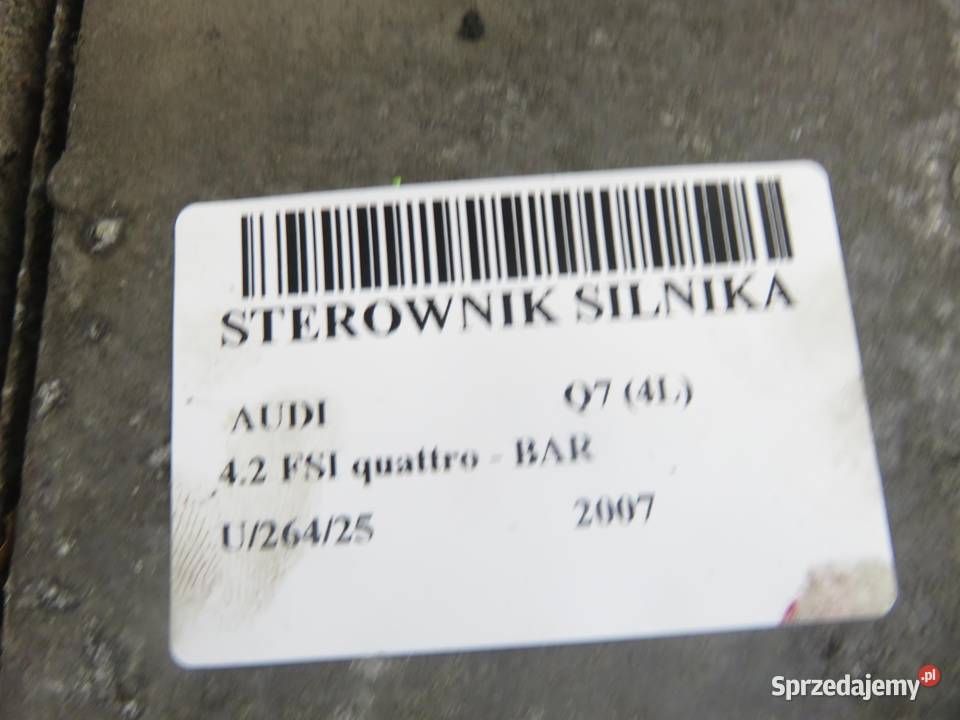 STEROWNIK SILNIKA
AUDI Q7 (4L)
4.2 FSI quattro - BAR
U/264/25 2007
Sprzedajemy.pl